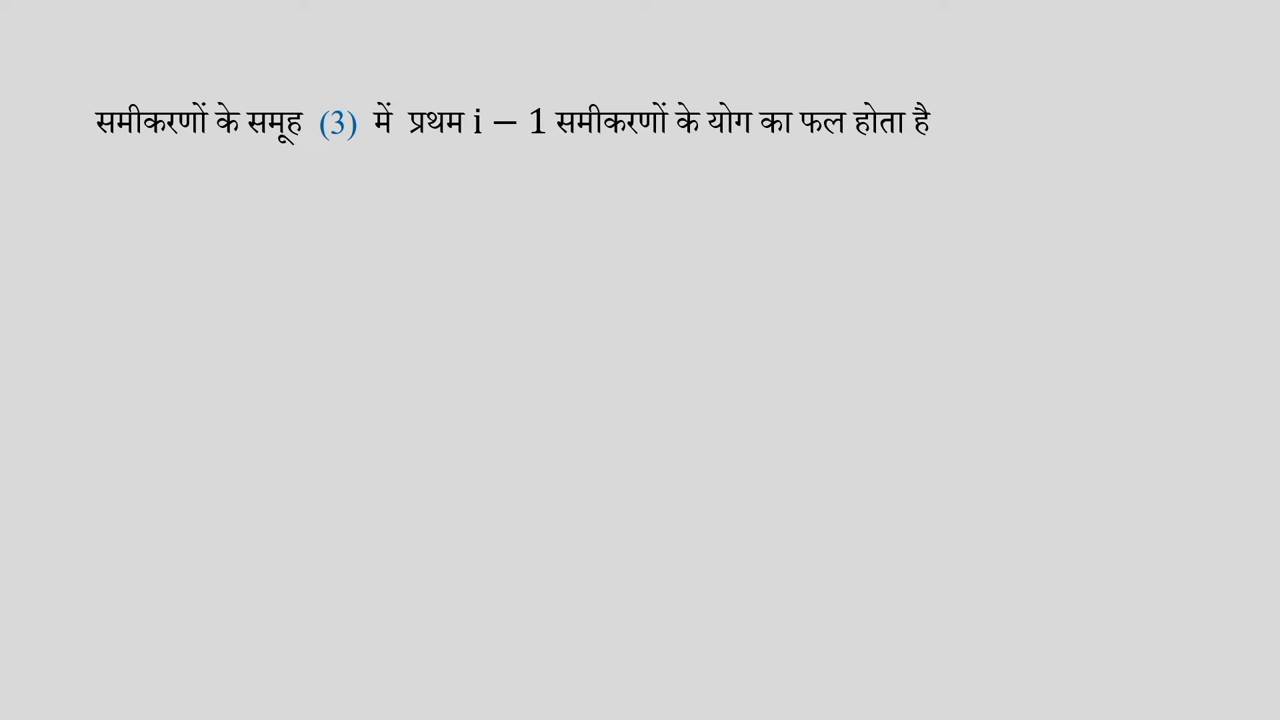 समीकरणों के समूह (3) में प्रथम i − 1 समीकरणों के योग का फल होता है